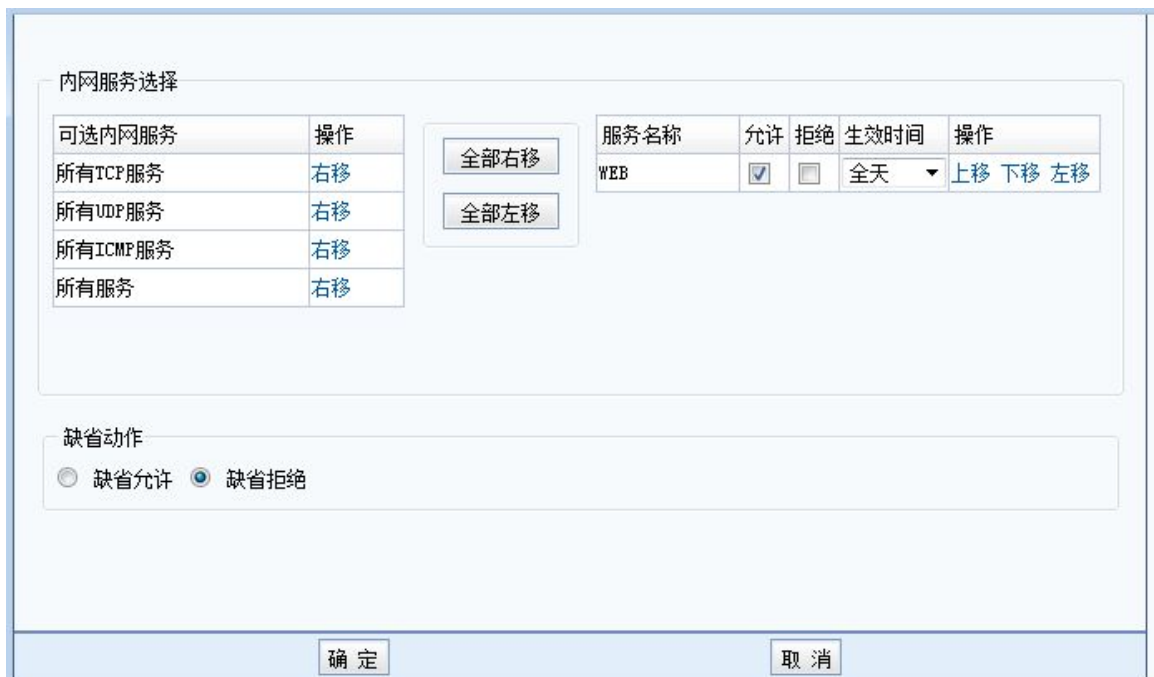 内网服务选择
可选内网服务 操作
所有TCP服务 右移
所有UDP服务 右移
所有ICMP服务 右移
所有服务 右移
全部右移
全部左移
服务名称 允许 拒绝 生效时间 操作
WEB 全天 上移 下移 左移
缺省动作
缺省允许 缺省拒绝
确定 取消